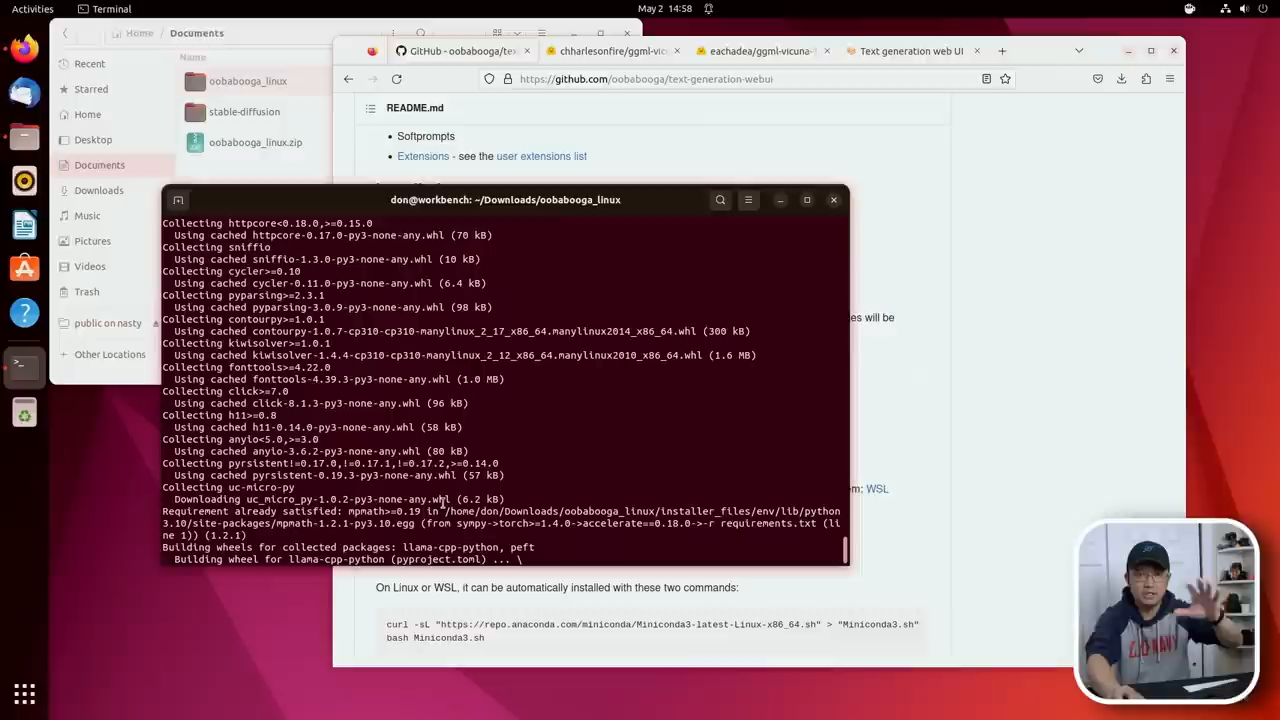 Activities
Terminal
May 2 14:58
Home / Documents
Recent
Starred
Home
Desktop
Documents
Downloads
Music
Pictures
Videos
Trash
public on nasty
Other Locations
Name
oobabooga_linux
stable-diffusion
oobabooga_linux.zip
GitHub - oobabooga/tex
chharlesonfire/ggml-vic
eachadea/ggml-vicuna-
Text generation web UI
https://github.com/oobabooga/text-generation-webui
README.md
• Softprompts
• Extensions - see the user extensions list
es will be
em: WSL
don@workbench: ~/Downloads/oobabooga_linux
Collecting httpcore<0.18.0,>=0.15.0
Using cached httpcore-0.17.0-py3-none-any.whl (70 kB)
Collecting sniffio
Using cached sniffio-1.3.0-py3-none-any.whl (10 kB)
Collecting cycler>=0.10
Using cached cycler-0.11.0-py3-none-any.whl (6.4 kB)
Collecting pyparsing>=2.3.1
Using cached pyparsing-3.0.9-py3-none-any.whl (98 kB)
Collecting contourpy>=1.0.1
Using cached contourpy-1.0.7-cp310-cp310-manylinux_2_17_x86_64.manylinux2014_x86_64.whl (300 kB)
Collecting kiwisolver>=1.0.1
Using cached kiwisolver-1.4.4-cp310-cp310-manylinux_2_12_x86_64.manylinux2010_x86_64.whl (1.6 MB)
Collecting fonttools>=4.22.0
Using cached fonttools-4.39.3-py3-none-any.whl (1.0 MB)
Collecting click>=7.0
Using cached click-8.1.3-py3-none-any.whl (96 kB)
Collecting h11>=0.8
Using cached h11-0.14.0-py3-none-any.whl (58 kB)
Collecting anyio<5.0,>=3.0
Using cached anyio-3.6.2-py3-none-any.whl (80 kB)
Collecting pyrsistent!=0.17.0,!=0.17.1,!=0.17.2,>=0.14.0
Using cached pyrsistent-0.19.3-py3-none-any.whl (57 kB)
Collecting uc-micro-py
Downloading uc_micro_py-1.0.2-py3-none-any.whl (6.2 kB)
Requirement already satisfied: mpmath>=0.19 in /home/don/Downloads/oobabooga_linux/installer_files/env/lib/python
3.10/site-packages/mpmath-1.2.1-py3.10.egg (from sympy->torch>=1.4.0->accelerate==0.18.0->-r requirements.txt (li
ne 1)) (1.2.1)
Building wheels for collected packages: llama-cpp-python, peft
Building wheel for llama-cpp-python (pyproject.toml) ... \
On Linux or WSL, it can be automatically installed with these two commands:
curl -sL "https://repo.anaconda.com/miniconda/Miniconda3-latest-Linux-x86_64.sh" > "Miniconda3.sh"
bash Miniconda3.sh